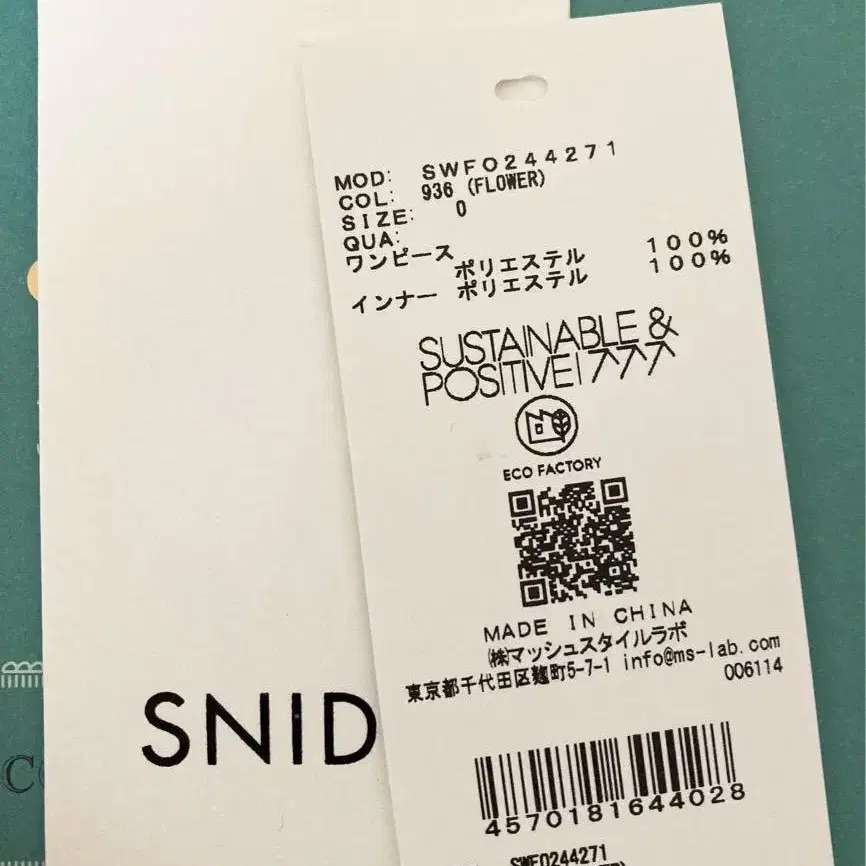 MOD: SWFO244271
COL: 936 (FLOWER)
SIZE: 0
QUA:
ワンピース
ポリエステル 100%
インナー ポリエステル 100%
SUSTAINABLE &
POSITIVE!
ECO FACTORY
MADE IN CHINA
㈱マッシュスタイルラボ
東京都千代田区麹町5-7-1 info@ms-lab.com
006114
4570181644028
SWFO244271
SNID